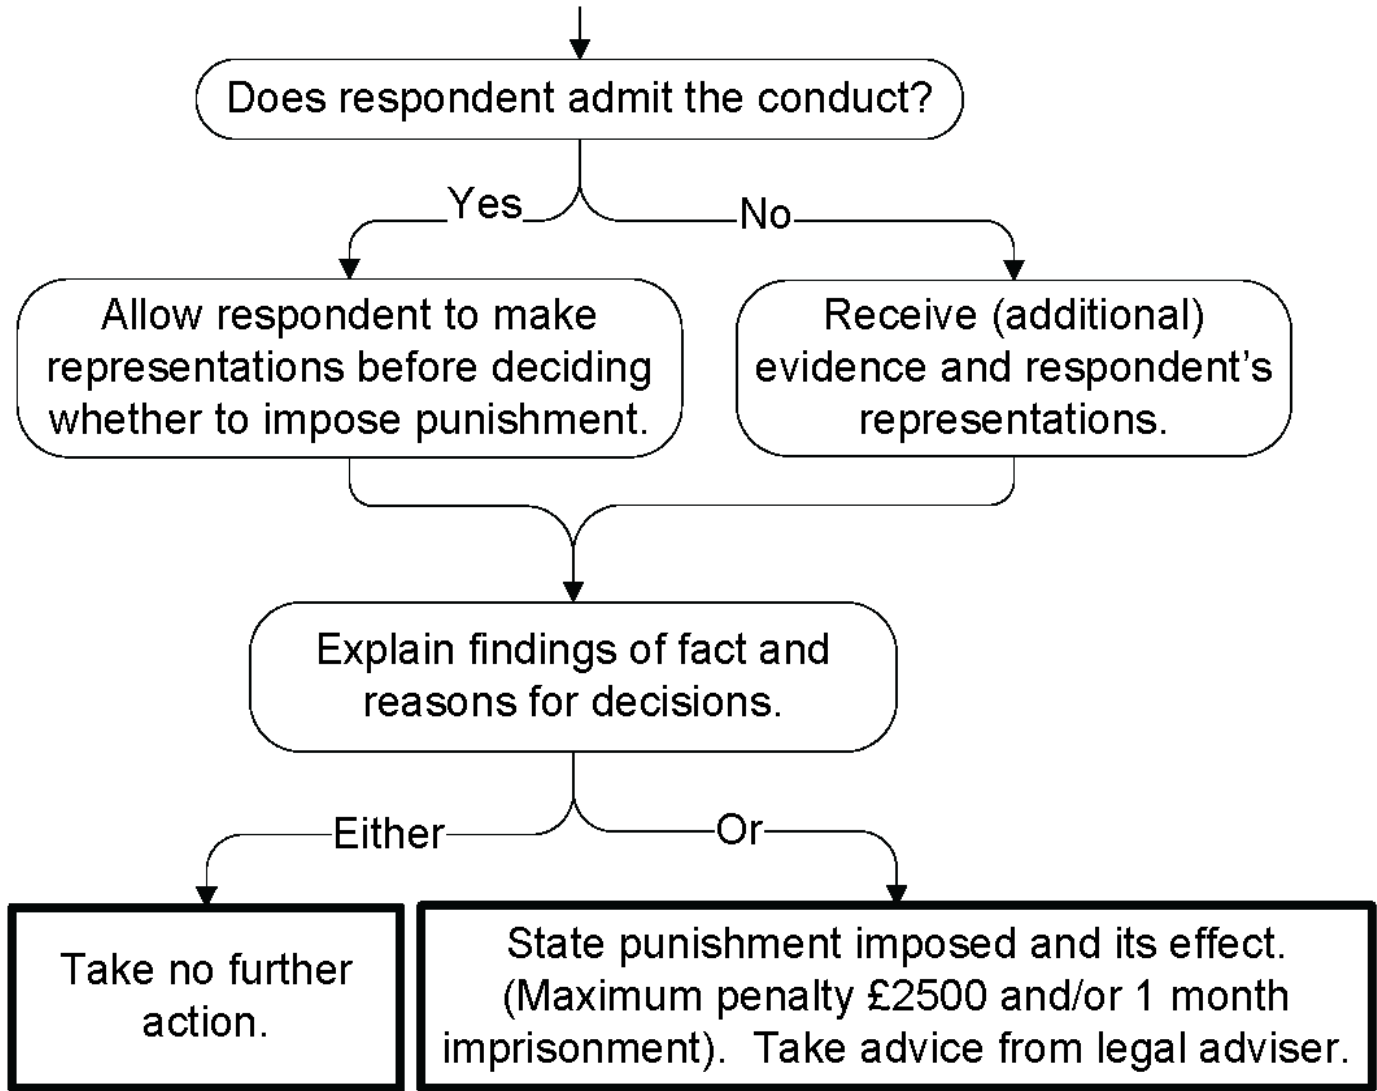 Does respondent admit the conduct?
Yes
No
Allow respondent to make
representations before deciding
whether to impose punishment.
Receive (additional)
evidence and respondent’s
representations.
Explain findings of fact and
reasons for decisions.
Either
Or
Take no further
action.
State punishment imposed and its effect.
(Maximum penalty £2500 and/or 1 month
imprisonment).  Take advice from legal adviser.